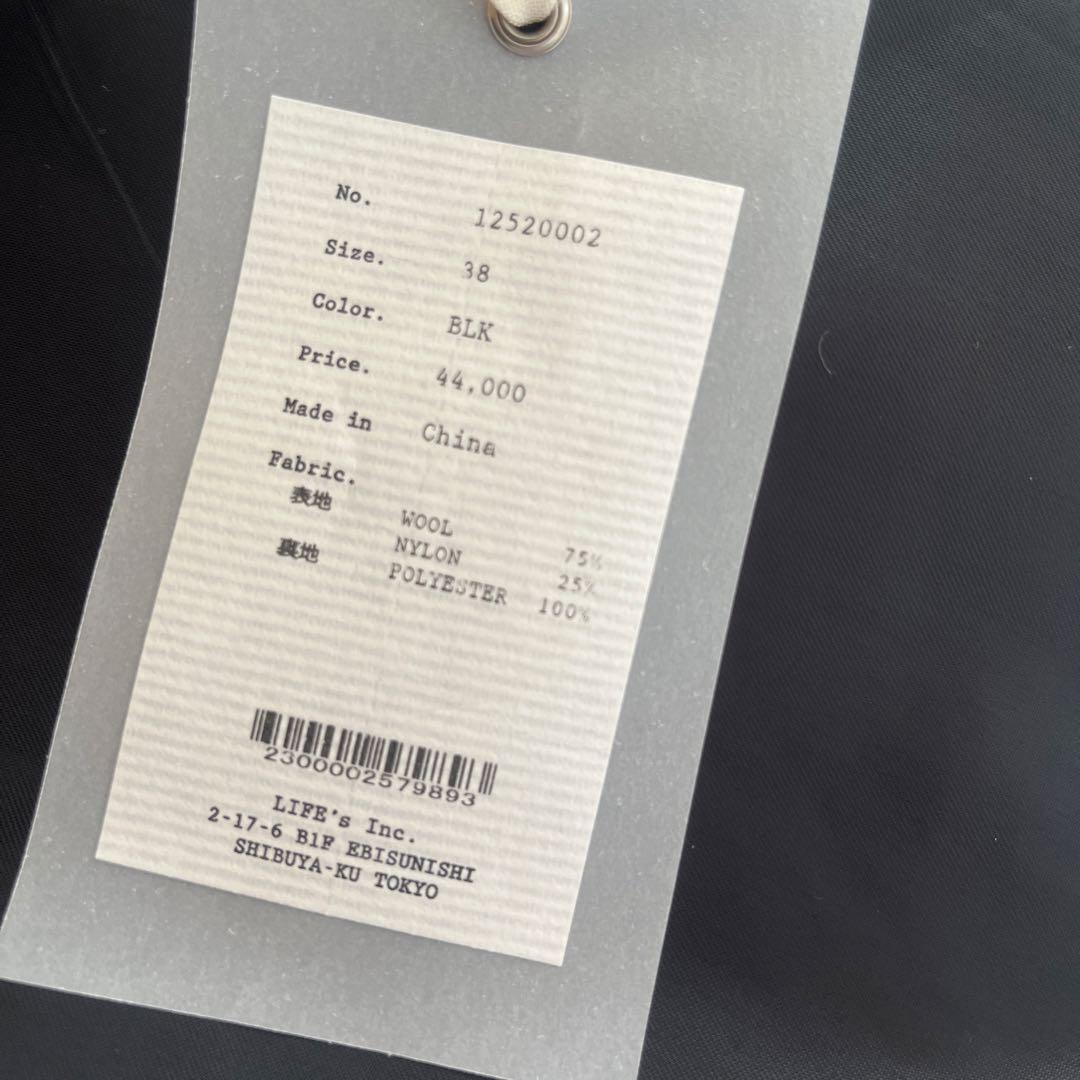 No. 12520002
Size. 38
Color. BLK
Price. 44,000
Made in China
Fabric.
表地 WOOL 75%
NYLON 25%
裏地 POLYESTER 100%
2300002579893
LIFE's Inc.
2-17-6 B1F EBISUNISHI
SHIBUYA-KU TOKYO